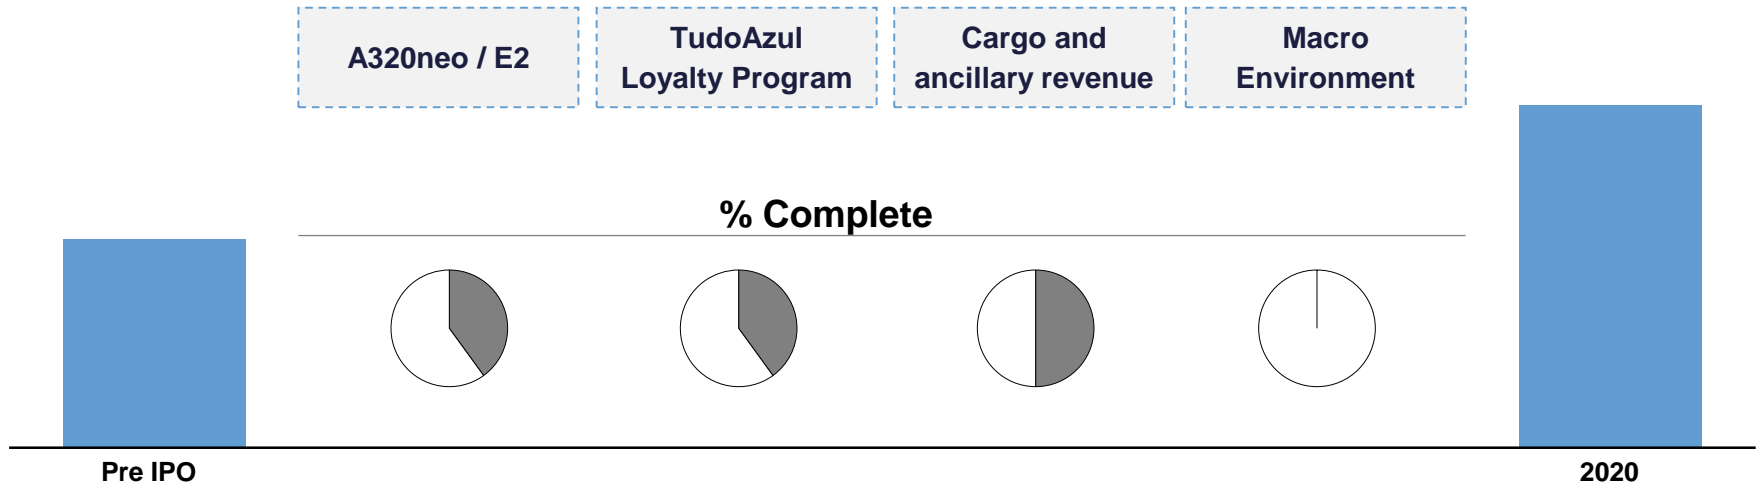 A320neo / E2
TudoAzul
Loyalty Program
Cargo and
ancillary revenue
Macro
Environment
% Complete
Pre IPO
2020